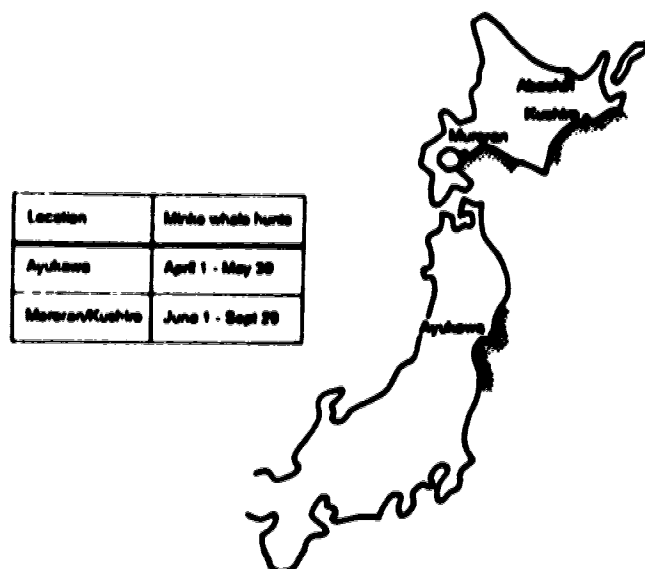 Abashiri
Kushiro
Muroran
Location Minke whale hunts
Ayukawa April 1 - May 30
Muroran/Kushiro June 1 - Sept 20
Ayukawa